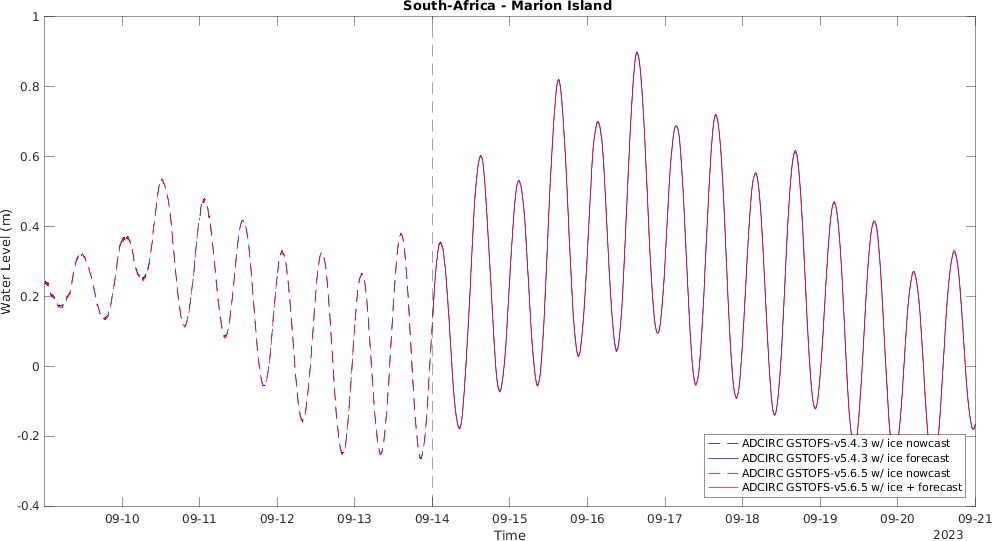 South-Africa - Marion Island
Water Level (m)
1
0.8
0.6
0.4
0.2
0
-0.2
-0.4
ADCIRC GSTOFS-v5.4.3 w/ ice nowcast
ADCIRC GSTOFS-v5.4.3 w/ ice forecast
ADCIRC GSTOFS-v5.6.5 w/ ice nowcast
ADCIRC GSTOFS-v5.6.5 w/ ice + forecast
09-10 09-11 09-12 09-13 09-14 09-15 09-16 09-17 09-18 09-19 09-20 09-21
Time
2023